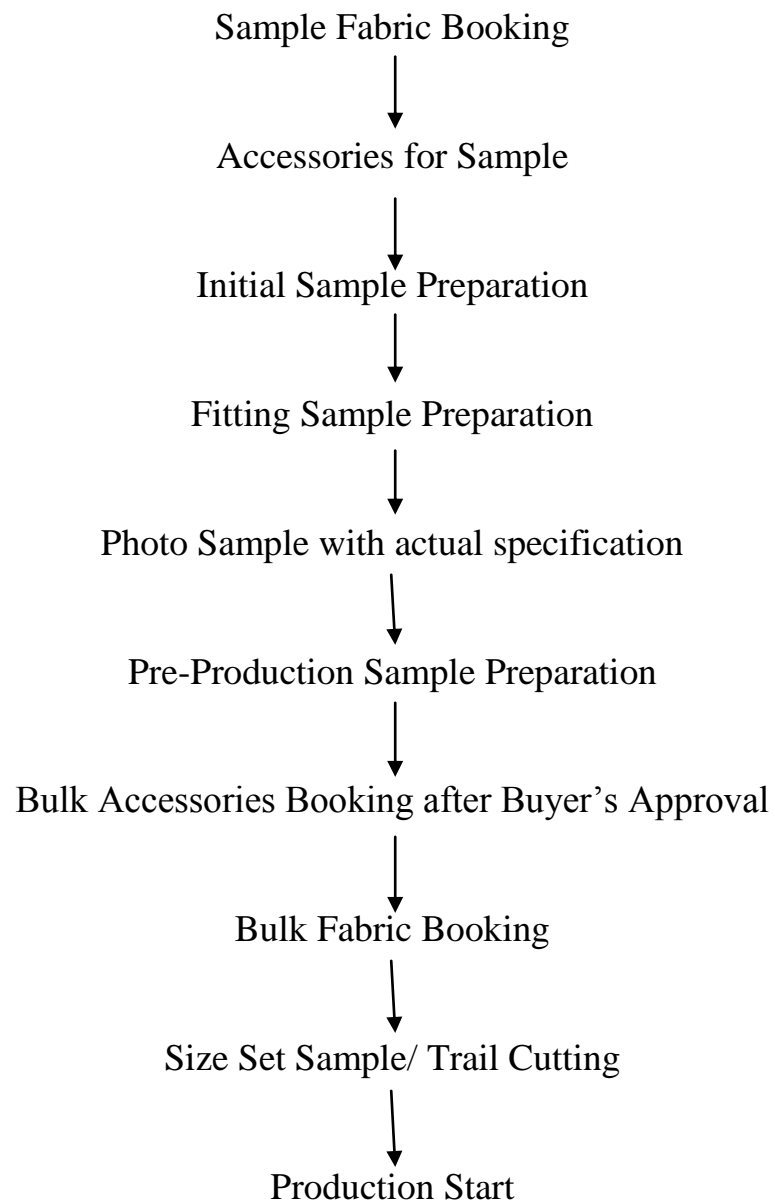 Sample Fabric Booking
Accessories for Sample
Initial Sample Preparation
Fitting Sample Preparation
Photo Sample with actual specification
Pre-Production Sample Preparation
Bulk Accessories Booking after Buyer’s Approval
Bulk Fabric Booking
Size Set Sample/ Trail Cutting
Production Start